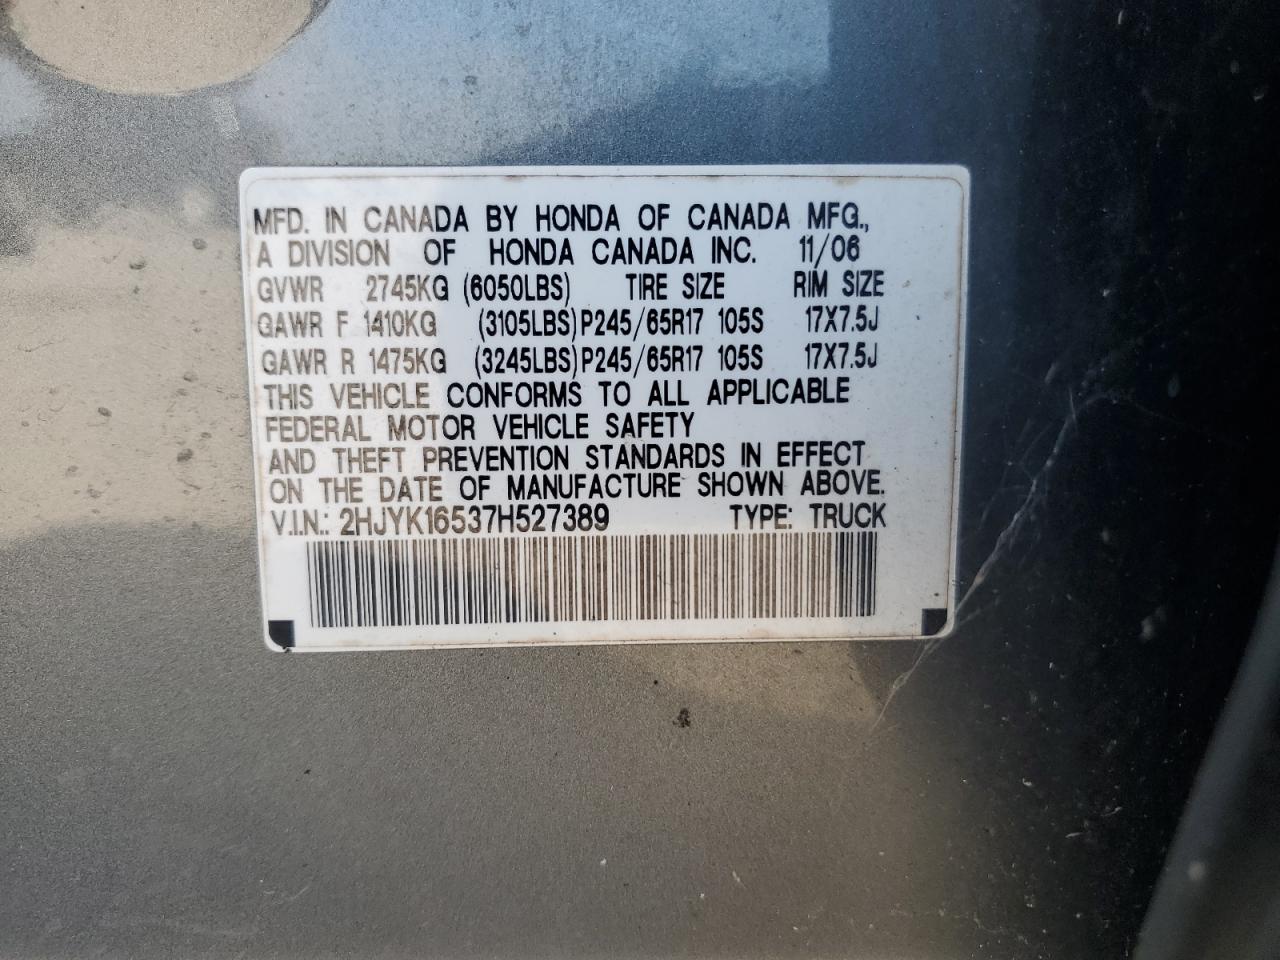 MFD. IN CANADA BY HONDA OF CANADA MFG.,
A DIVISION OF HONDA CANADA INC. 11/06
GVWR 2745KG (6050LBS) TIRE SIZE RIM SIZE
GAWR F 1410KG (3105LBS) P245/65R17 105S 17X7.5J
GAWR R 1475KG (3245LBS) P245/65R17 105S 17X7.5J
THIS VEHICLE CONFORMS TO ALL APPLICABLE
FEDERAL MOTOR VEHICLE SAFETY
AND THEFT PREVENTION STANDARDS IN EFFECT
ON THE DATE OF MANUFACTURE SHOWN ABOVE.
V.I.N.: 2HJYK16537H527389 TYPE: TRUCK